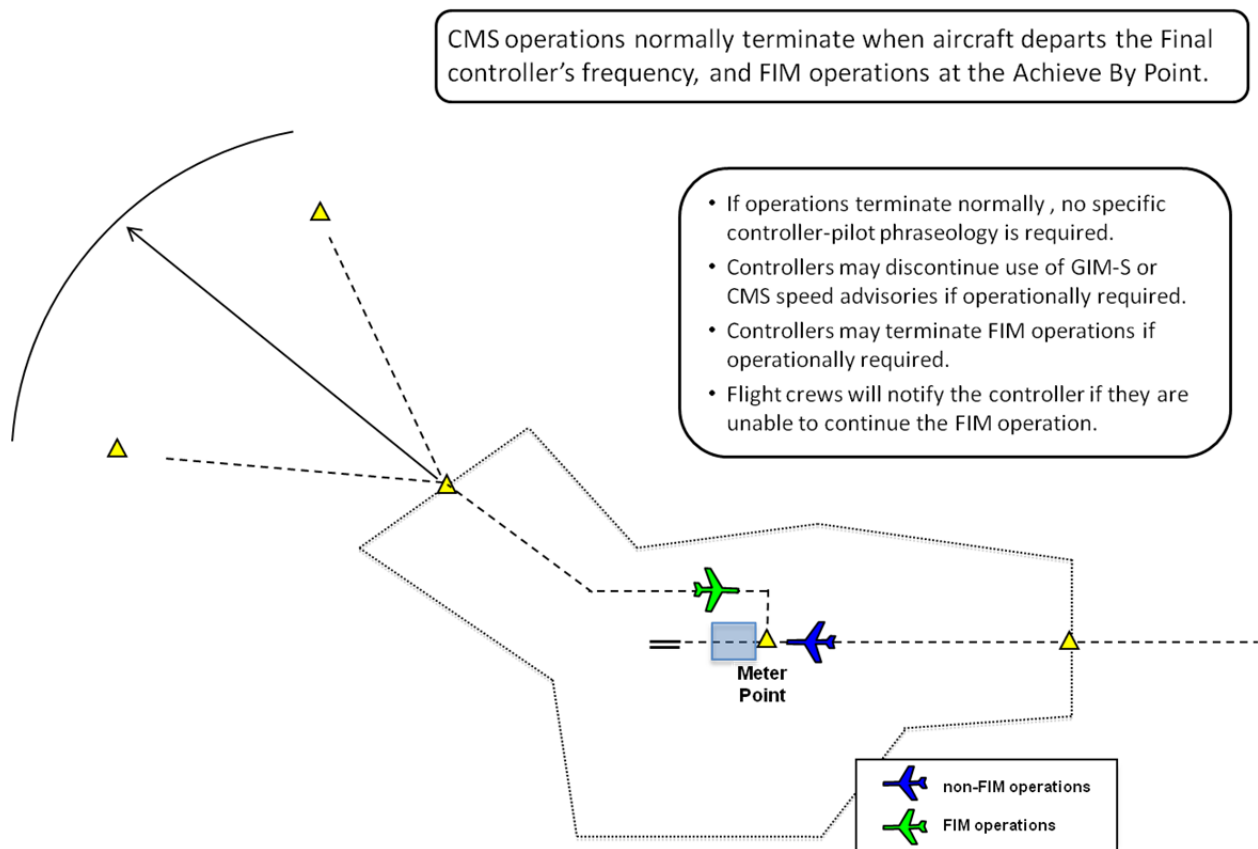 CMS operations normally terminate when aircraft departs the Final
controller's frequency, and FIM operations at the Achieve By Point.
• If operations terminate normally , no specific
controller-pilot phraseology is required.
• Controllers may discontinue use of GIM-S or
CMS speed advisories if operationally required.
• Controllers may terminate FIM operations if
operationally required.
• Flight crews will notify the controller if they are
unable to continue the FIM operation.
Meter
Point
non-FIM operations
FIM operations